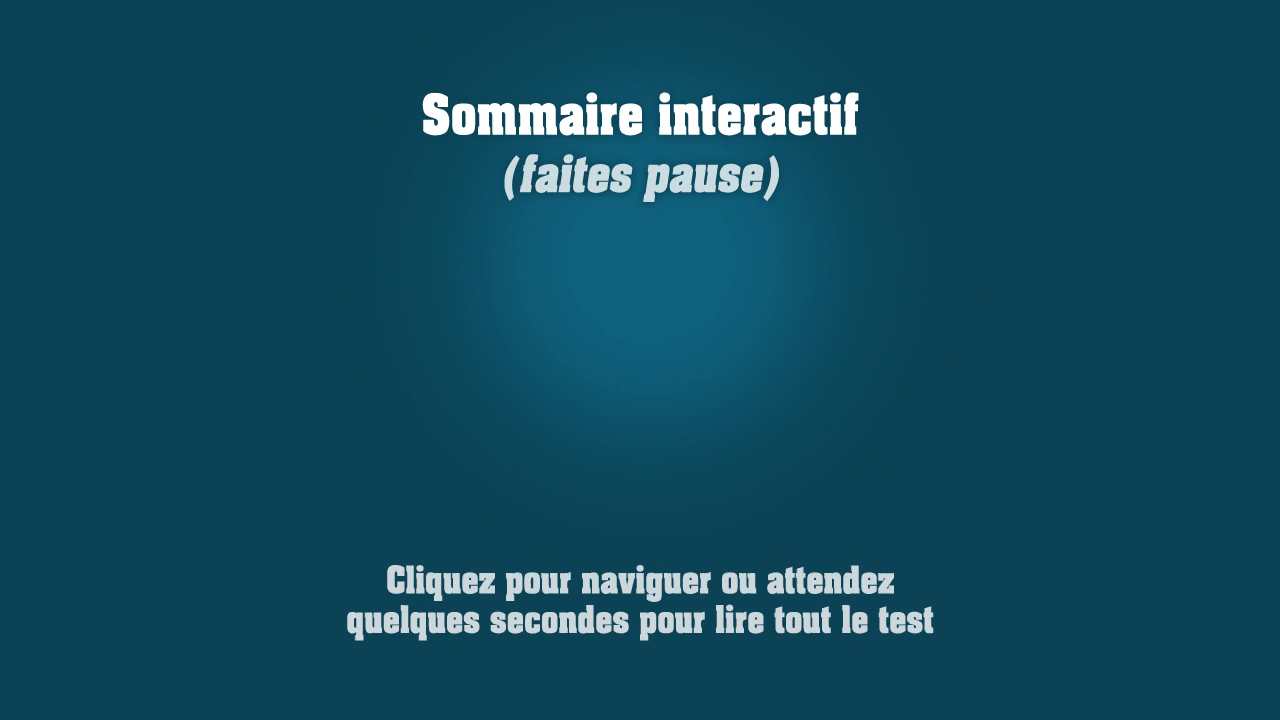 Sommaire interactif
(faites pause)
Cliquez pour naviguer ou attendez
quelques secondes pour lire tout le test